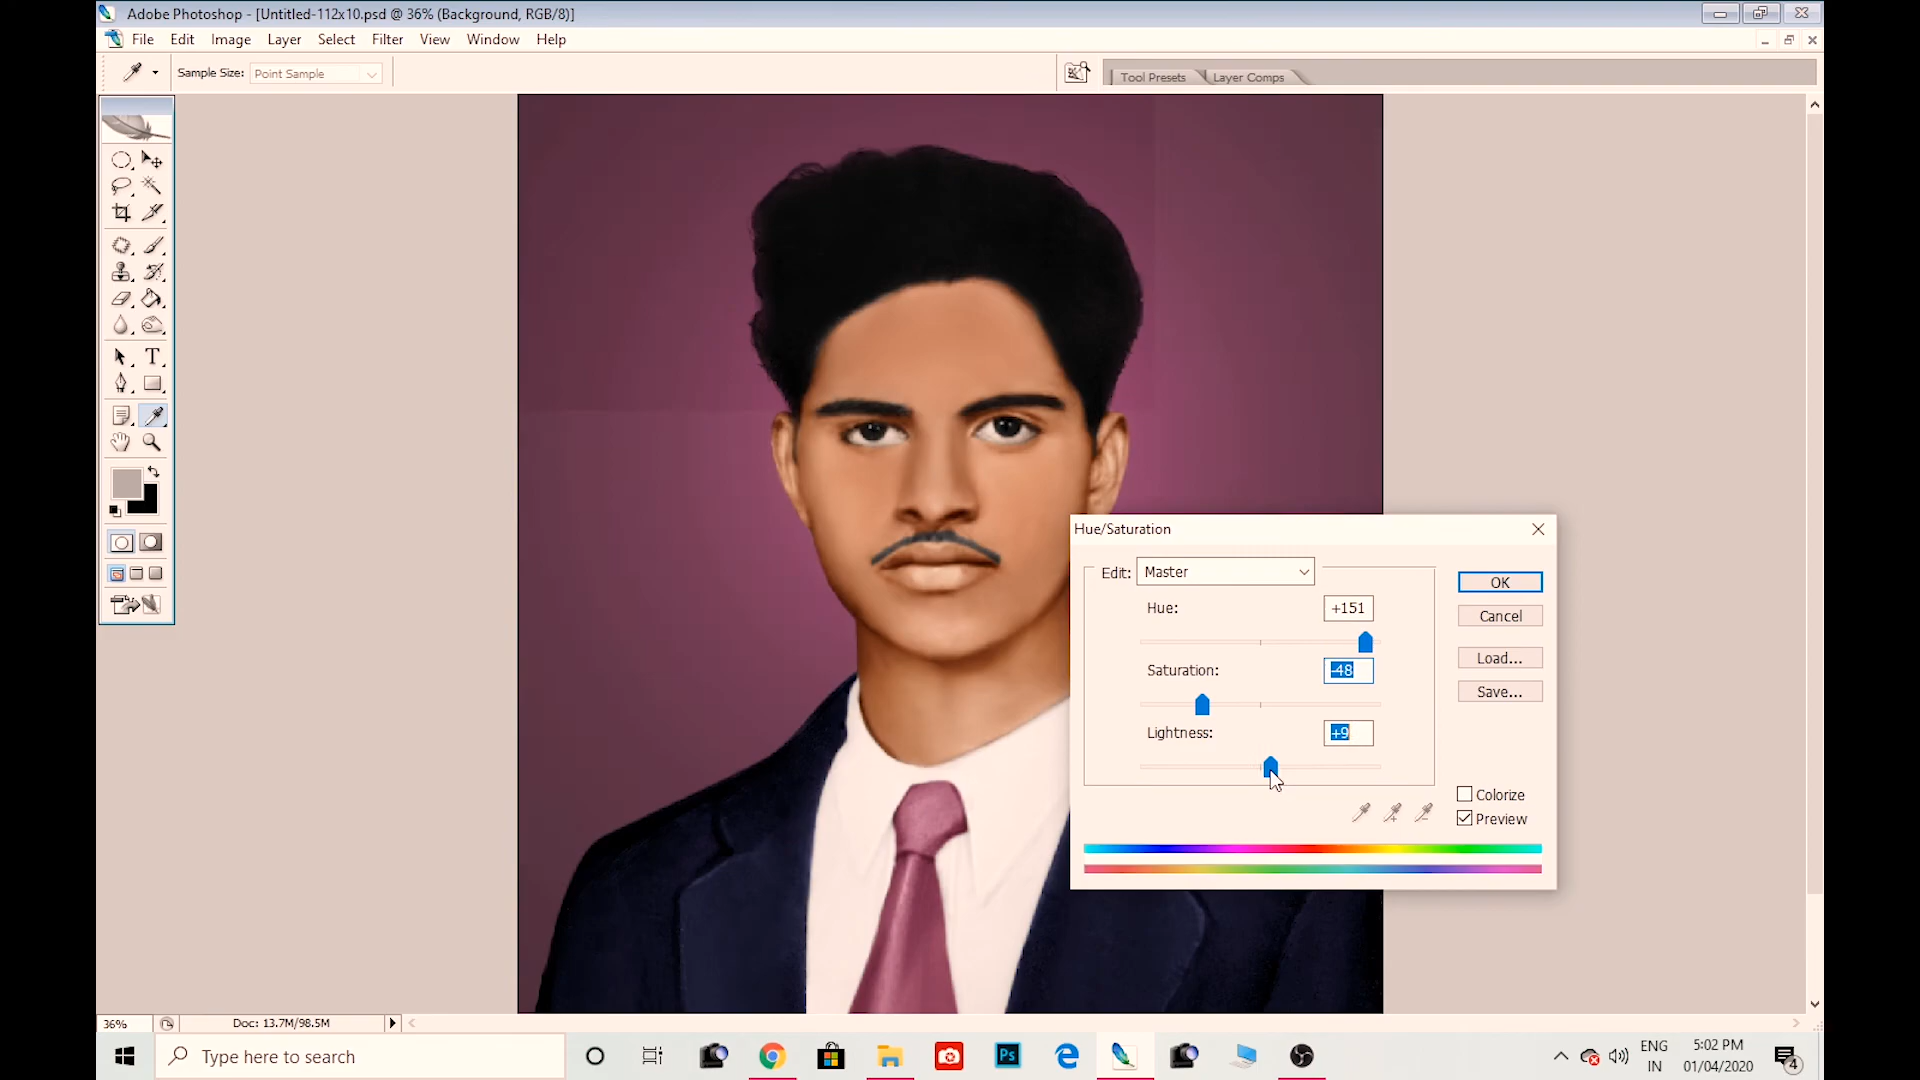 Adobe Photoshop - [Untitled-112x10.psd @ 36% (Background, RGB/8)]
File Edit Image Layer Select Filter View Window Help
Sample Size: Point Sample
Tool Presets Layer Comps
Hue/Saturation
Edit: Master
OK
Hue: +151
Cancel
Saturation: -48
Load...
Save...
Lightness: +9
Colorize
Preview
36% Doc: 13.7M/98.5M
Type here to search
Ps
ENG
IN
5:02 PM
01/04/2020
4